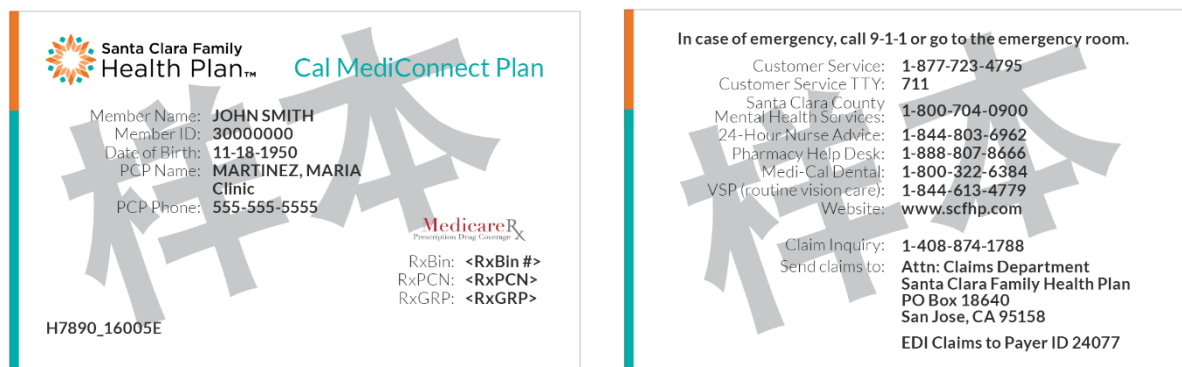 Santa Clara Family
Health Plan™
Cal MediConnect Plan
Member Name: JOHN SMITH
Member ID: 30000000
Date of Birth: 11-18-1950
PCP Name: MARTINEZ, MARIA
Clinic
PCP Phone: 555-555-5555
MedicareRx
Prescription Drug Coverage
RxBin: <RxBin #>
RxPCN: <RxPCN>
RxGRP: <RxGRP>
H7890_16005E
样本
In case of emergency, call 9-1-1 or go to the emergency room.
Customer Service: 1-877-723-4795
Customer Service TTY: 711
Santa Clara County
Mental Health Services: 1-800-704-0900
24-Hour Nurse Advice: 1-844-803-6962
Pharmacy Help Desk: 1-888-807-8666
Medi-Cal Dental: 1-800-322-6384
VSP (routine vision care): 1-844-613-4779
Website: www.scfhp.com
Claim Inquiry: 1-408-874-1788
Send claims to: Attn: Claims Department
Santa Clara Family Health Plan
PO Box 18640
San Jose, CA 95158
EDI Claims to Payer ID 24077
样本